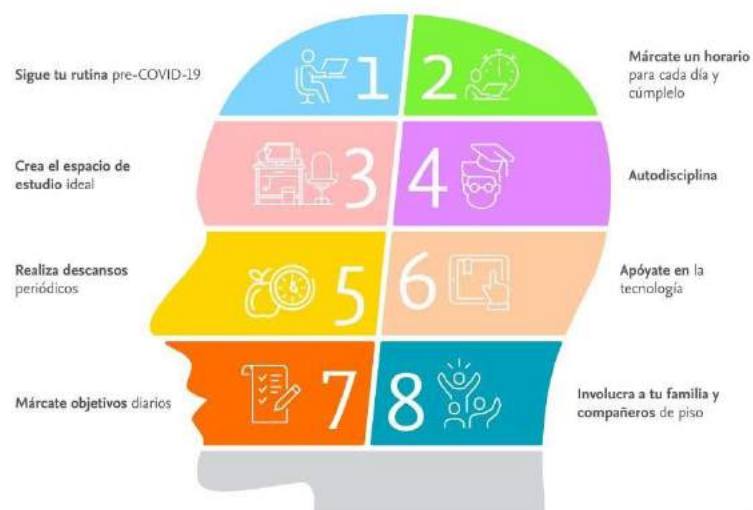 Sigue tu rutina pre-COVID-19
1
2
Márcate un horario
para cada día y
cúmplelo
Crea el espacio de
estudio ideal
3
4
Autodisciplina
Realiza descansos
periódicos
5
6
Apóyate en la
tecnología
Márcate objetivos diarios
7
8
Involucra a tu familia y
compañeros de piso